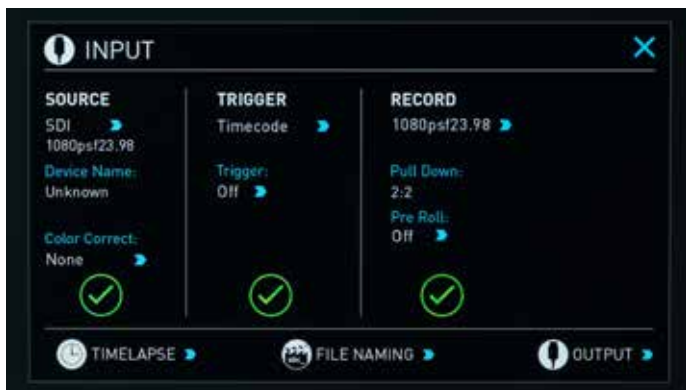 INPUT
SOURCE
SDI
1080psf23.98
Device Name:
Unknown
Color Correct:
None
TRIGGER
Timecode
Trigger:
Off
RECORD
1080psf23.98
Pull Down:
2:2
Pre Roll:
Off
TIMELAPSE
FILE NAMING
OUTPUT